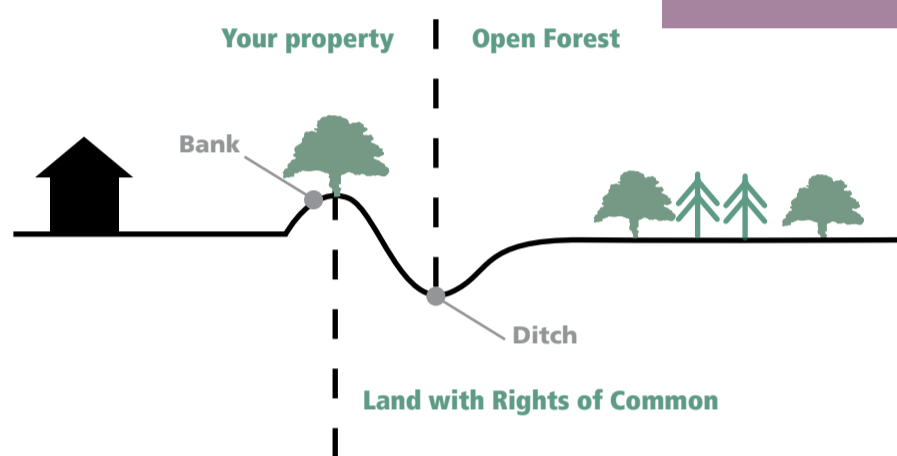 Your property
Open Forest
Bank
Ditch
Land with Rights of Common